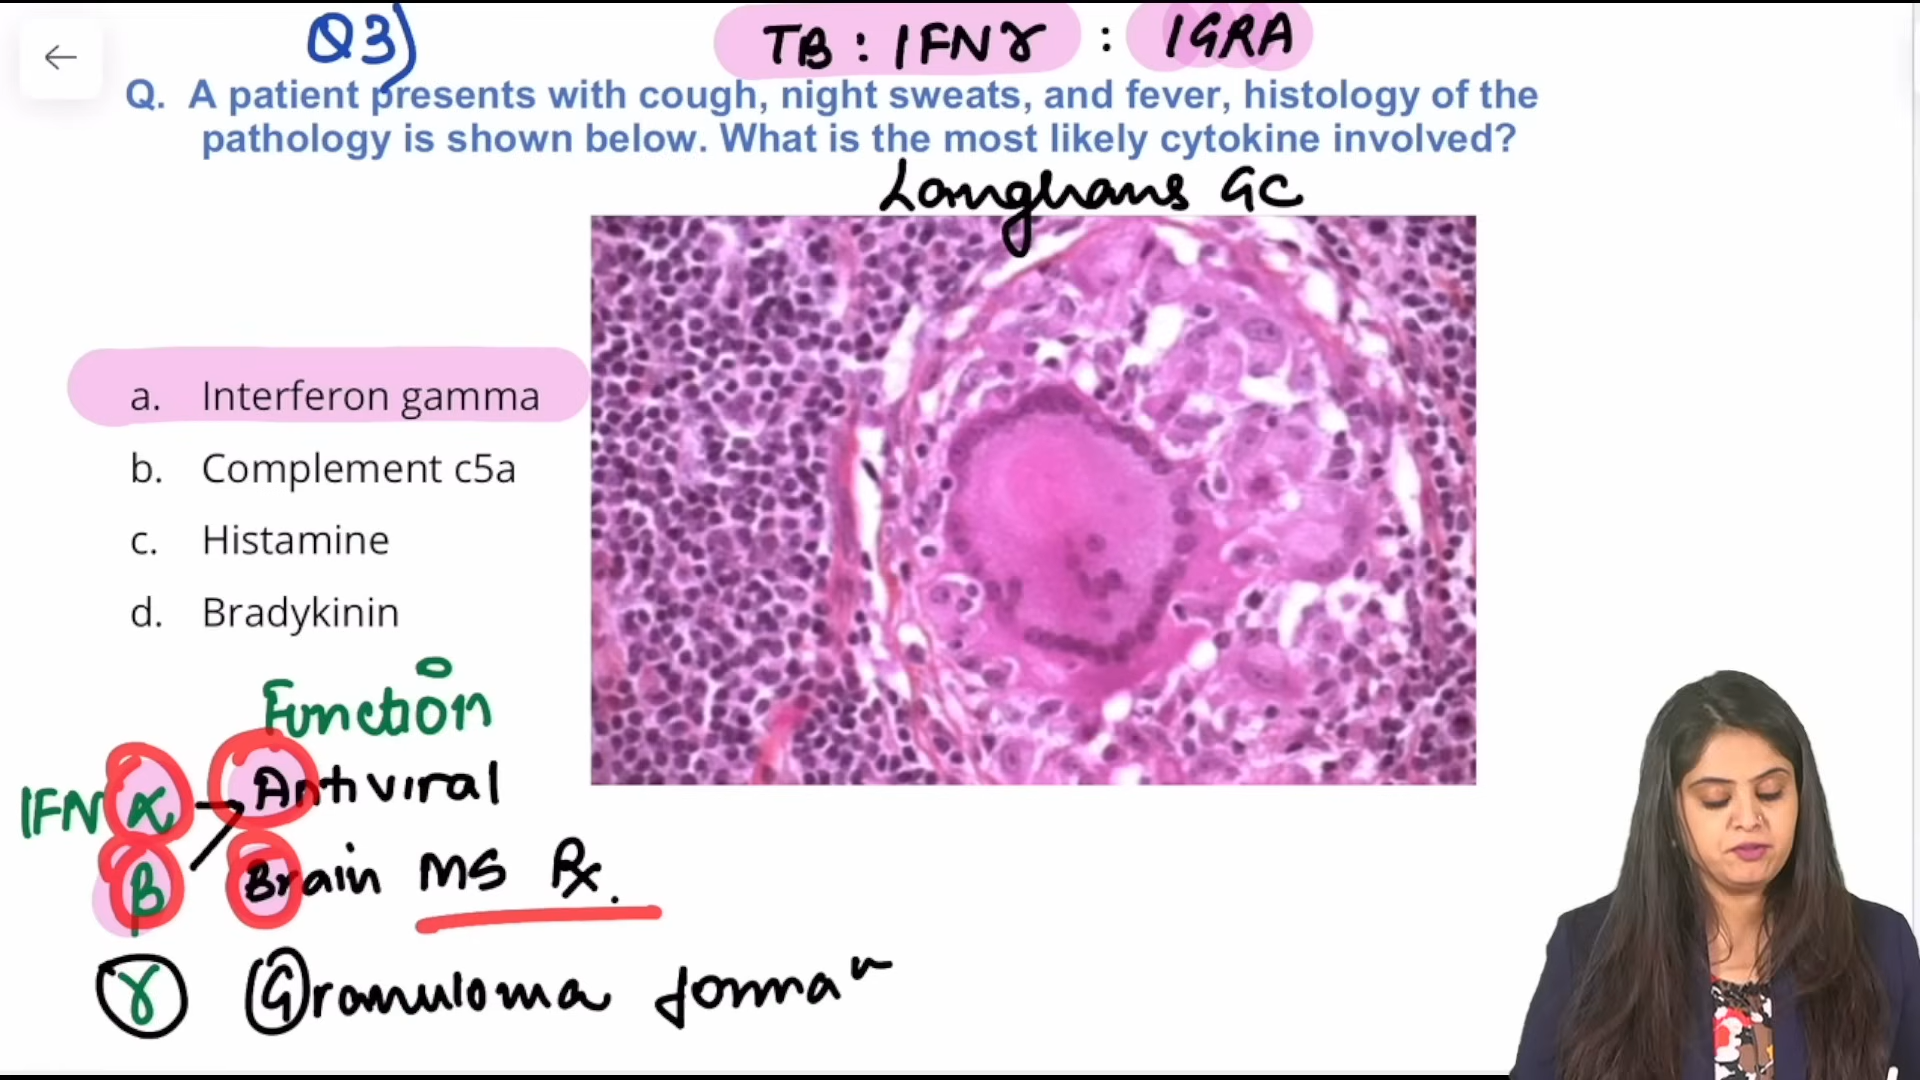 Q3)
TB : IFNγ : IGRA
Q. A patient presents with cough, night sweats, and fever, histology of the
pathology is shown below. What is the most likely cytokine involved?
Langhans GC
a. Interferon gamma
b. Complement c5a
c. Histamine
d. Bradykinin
Function
IFN α Antiviral
β Brain MS Rx.
γ Granuloma formaⁿ